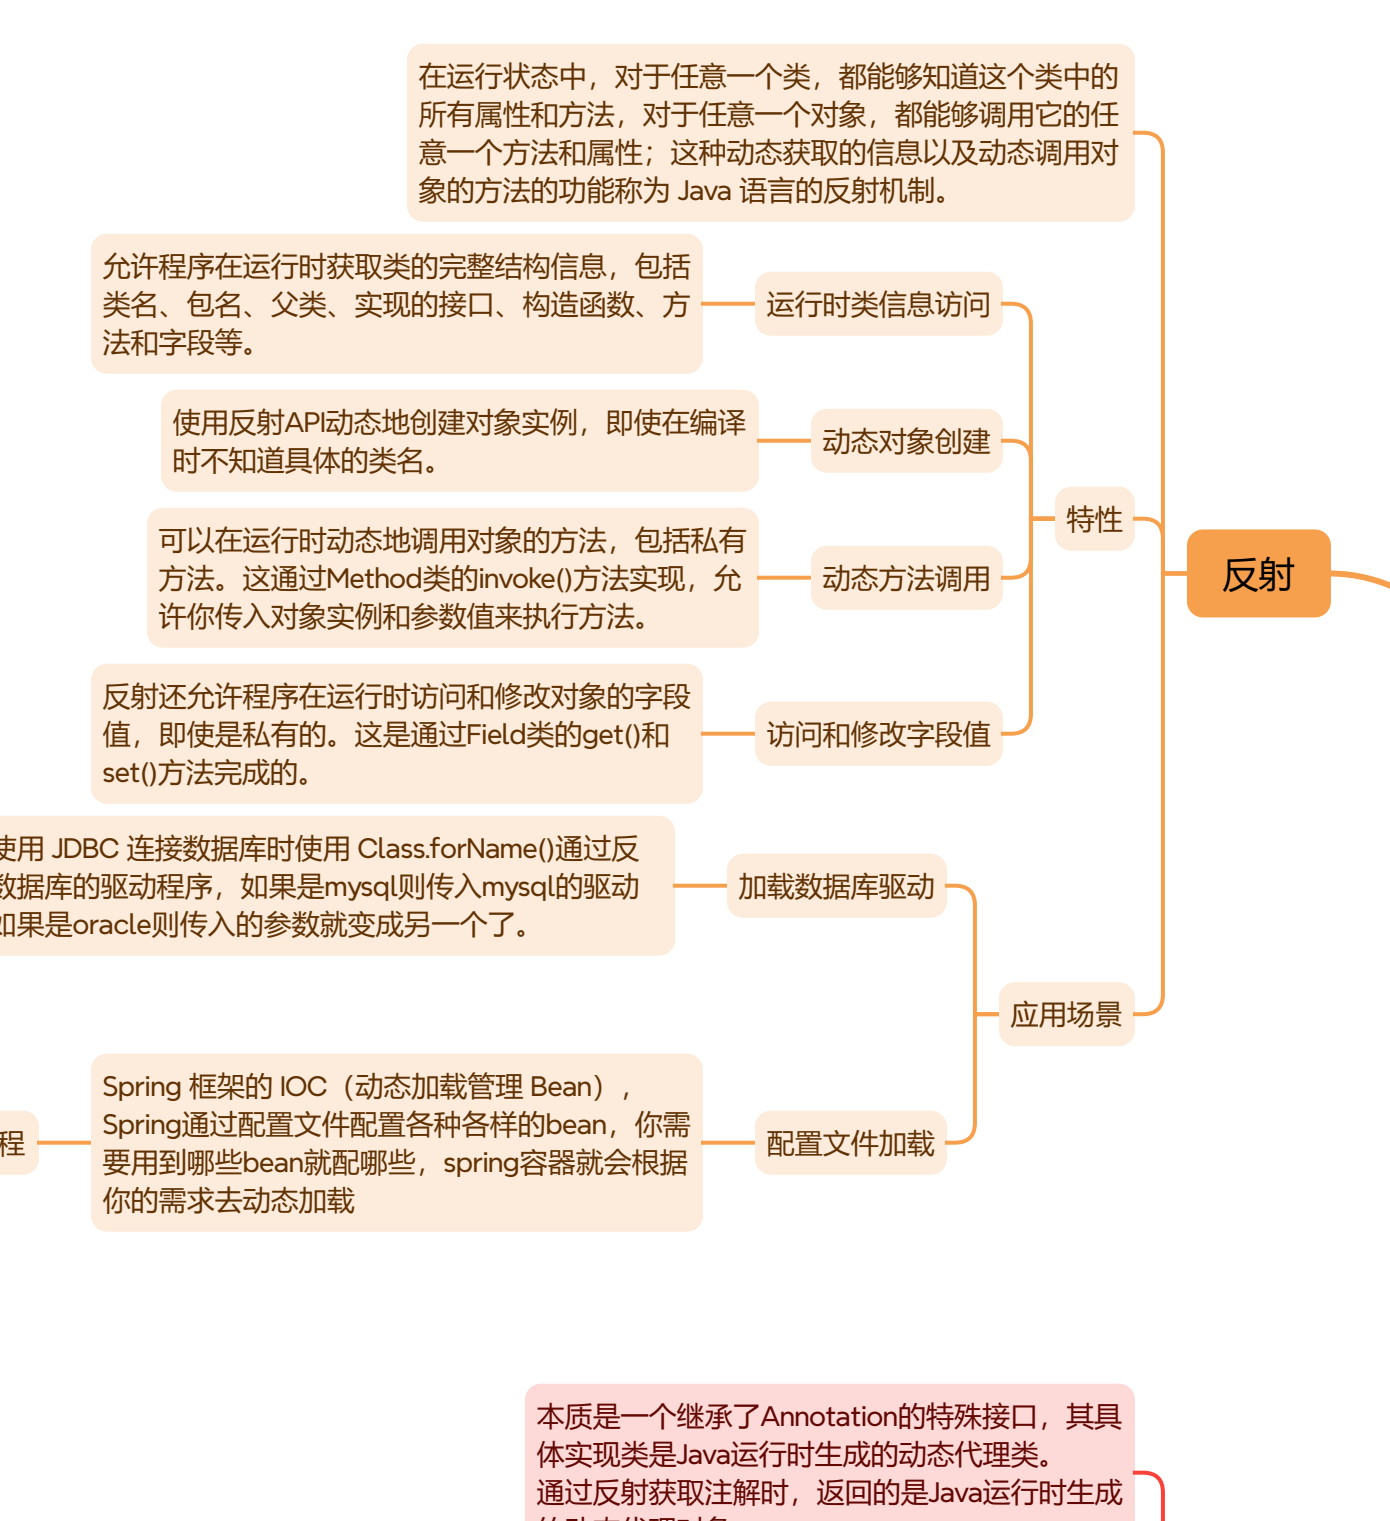 在运行状态中，对于任意一个类，都能够知道这个类中的
所有属性和方法，对于任意一个对象，都能够调用它的任
意一个方法和属性；这种动态获取的信息以及动态调用对
象的方法的功能称为 Java 语言的反射机制。
允许程序在运行时获取类的完整结构信息，包括
类名、包名、父类、实现的接口、构造函数、方
法和字段等。
运行时类信息访问
使用反射API动态地创建对象实例，即使在编译
时不知道具体的类名。
动态对象创建
特性
可以在运行时动态地调用对象的方法，包括私有
方法。这通过Method类的invoke()方法实现，允
许你传入对象实例和参数值来执行方法。
动态方法调用
反射
反射还允许程序在运行时访问和修改对象的字段
值，即使是私有的。这是通过Field类的get()和
set()方法完成的。
访问和修改字段值
使用 JDBC 连接数据库时使用 Class.forName()通过反
数据库的驱动程序，如果是mysql则传入mysql的驱动
如果是oracle则传入的参数就变成另一个了。
加载数据库驱动
应用场景
Spring 框架的 IOC（动态加载管理 Bean），
Spring通过配置文件配置各种各样的bean，你需
要用到哪些bean就配哪些，spring容器就会根据
你的需求去动态加载
配置文件加载
程
本质是一个继承了Annotation的特殊接口，其具
体实现类是Java运行时生成的动态代理类。
通过反射获取注解时，返回的是Java运行时生成